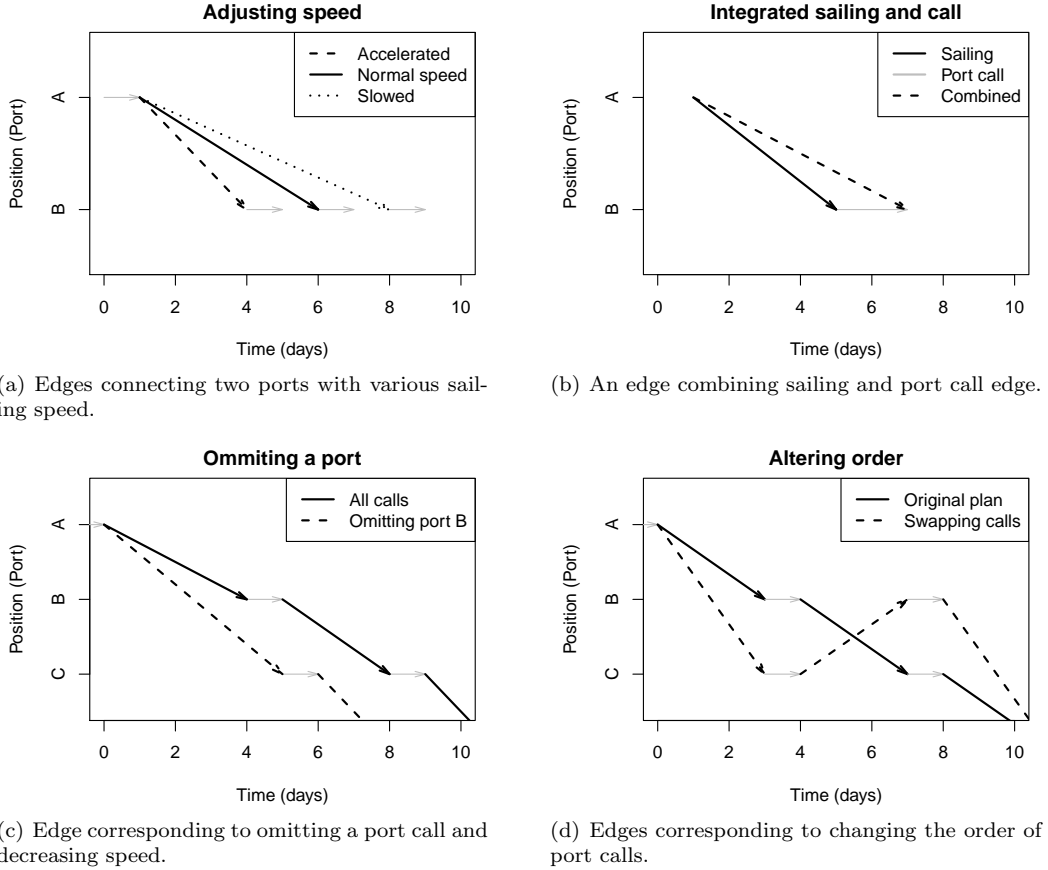 Adjusting speed
Accelerated
Normal speed
Slowed
Position (Port)
A
B
0 2 4 6 8 10
Time (days)
(a) Edges connecting two ports with various sail-
ing speed.
Integrated sailing and call
Sailing
Port call
Combined
Position (Port)
A
B
0 2 4 6 8 10
Time (days)
(b) An edge combining sailing and port call edge.
Ommiting a port
All calls
Omitting port B
Position (Port)
A
B
C
0 2 4 6 8 10
Time (days)
(c) Edge corresponding to omitting a port call and
decreasing speed.
Altering order
Original plan
Swapping calls
Position (Port)
A
B
C
0 2 4 6 8 10
Time (days)
(d) Edges corresponding to changing the order of
port calls.